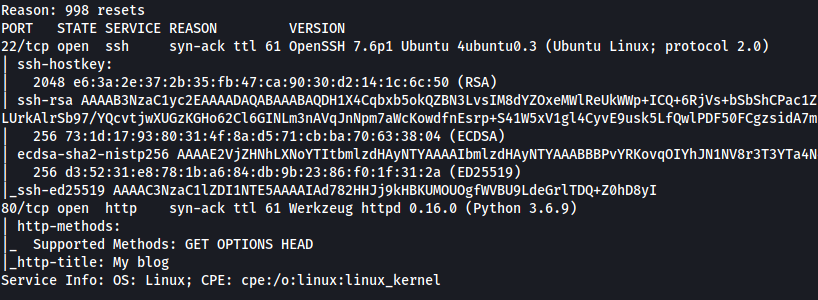 Reason: 998 resets
PORT   STATE SERVICE REASON         VERSION
22/tcp open  ssh     syn-ack ttl 61 OpenSSH 7.6p1 Ubuntu 4ubuntu0.3 (Ubuntu Linux; protocol 2.0)
| ssh-hostkey:
|   2048 e6:3a:2e:37:2b:35:fb:47:ca:90:30:d2:14:1c:6c:50 (RSA)
| ssh-rsa AAAAB3NzaC1yc2EAAAADAQABAAABAQDH1X4Cqbxb5okQZBN3LvsIM8dYZOxeMWlReUkWWp+ICQ+6RjVs+bSbShCPac1Z
LUrkAlrSb97/YQcvtjwXUGzKGHo62Cl6GINLm3nAVqJnNpm7aWcKowdfnEsrp+S41W5xV1gl4CyvE9usk5LfQwlPDF50FCgzsidA7m
|   256 73:1d:17:93:80:31:4f:8a:d5:71:cb:ba:70:63:38:04 (ECDSA)
| ecdsa-sha2-nistp256 AAAAE2VjZHNhLXNoYTItbmlzdHAyNTYAAAAIbmlzdHAyNTYAAABBBPvYRKovqOIYhJN1NV8r3T3YTa4N
|   256 d3:52:31:e8:78:1b:a6:84:db:9b:23:86:f0:1f:31:2a (ED25519)
|_ssh-ed25519 AAAAC3NzaC1lZDI1NTE5AAAAIAd782HHJj9kHBKUMOUOgfWVBU9LdeGrlTDQ+Z0hD8yI
80/tcp open  http    syn-ack ttl 61 Werkzeug httpd 0.16.0 (Python 3.6.9)
| http-methods:
|_  Supported Methods: GET OPTIONS HEAD
|_http-title: My blog
Service Info: OS: Linux; CPE: cpe:/o:linux:linux_kernel